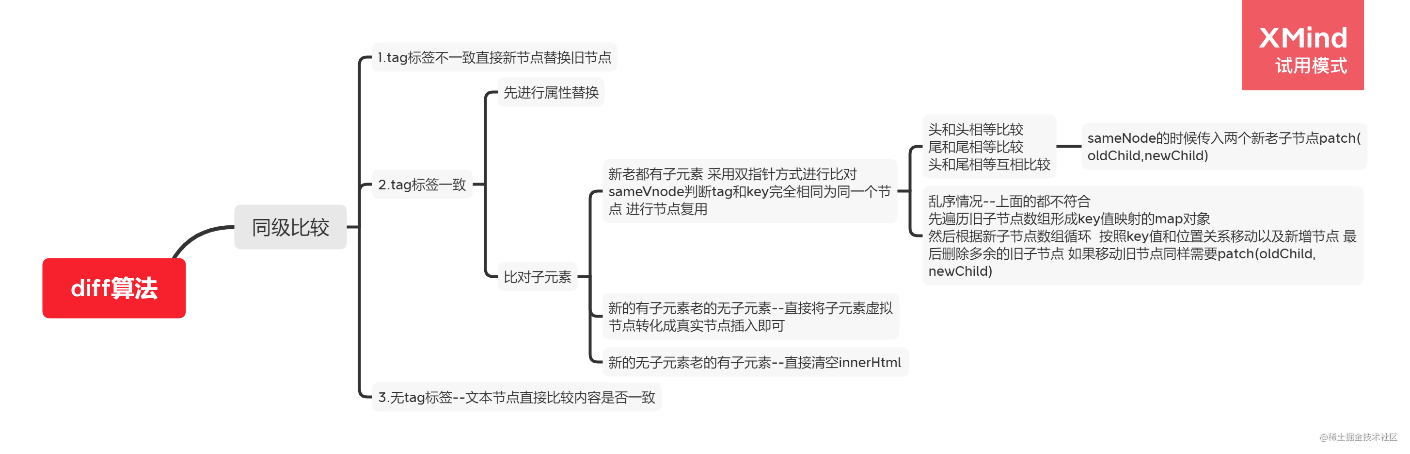 XMind
试用模式
diff算法
同级比较
1.tag标签不一致直接新节点替换旧节点
2.tag标签一致
先进行属性替换
比对子元素
新老都有子元素 采用双指针方式进行比对
sameVnode判断tag和key完全相同为同一个节
点 进行节点复用
头和头相等比较
尾和尾相等比较
头和尾相等互相比较
sameNode的时候传入两个新老子节点patch(
oldChild,newChild)
乱序情况--上面的都不符合
先遍历旧子节点数组形成key值映射的map对象
然后根据新子节点数组循环 按照key值和位置关系移动以及新增节点 最
后删除多余的旧子节点 如果移动旧节点同样需要patch(oldChild,
newChild)
新的有子元素老的无子元素--直接将子元素虚拟
节点转化成真实节点插入即可
新的无子元素老的有子元素--直接清空innerHtml
3.无tag标签--文本节点直接比较内容是否一致
@稀土掘金技术社区